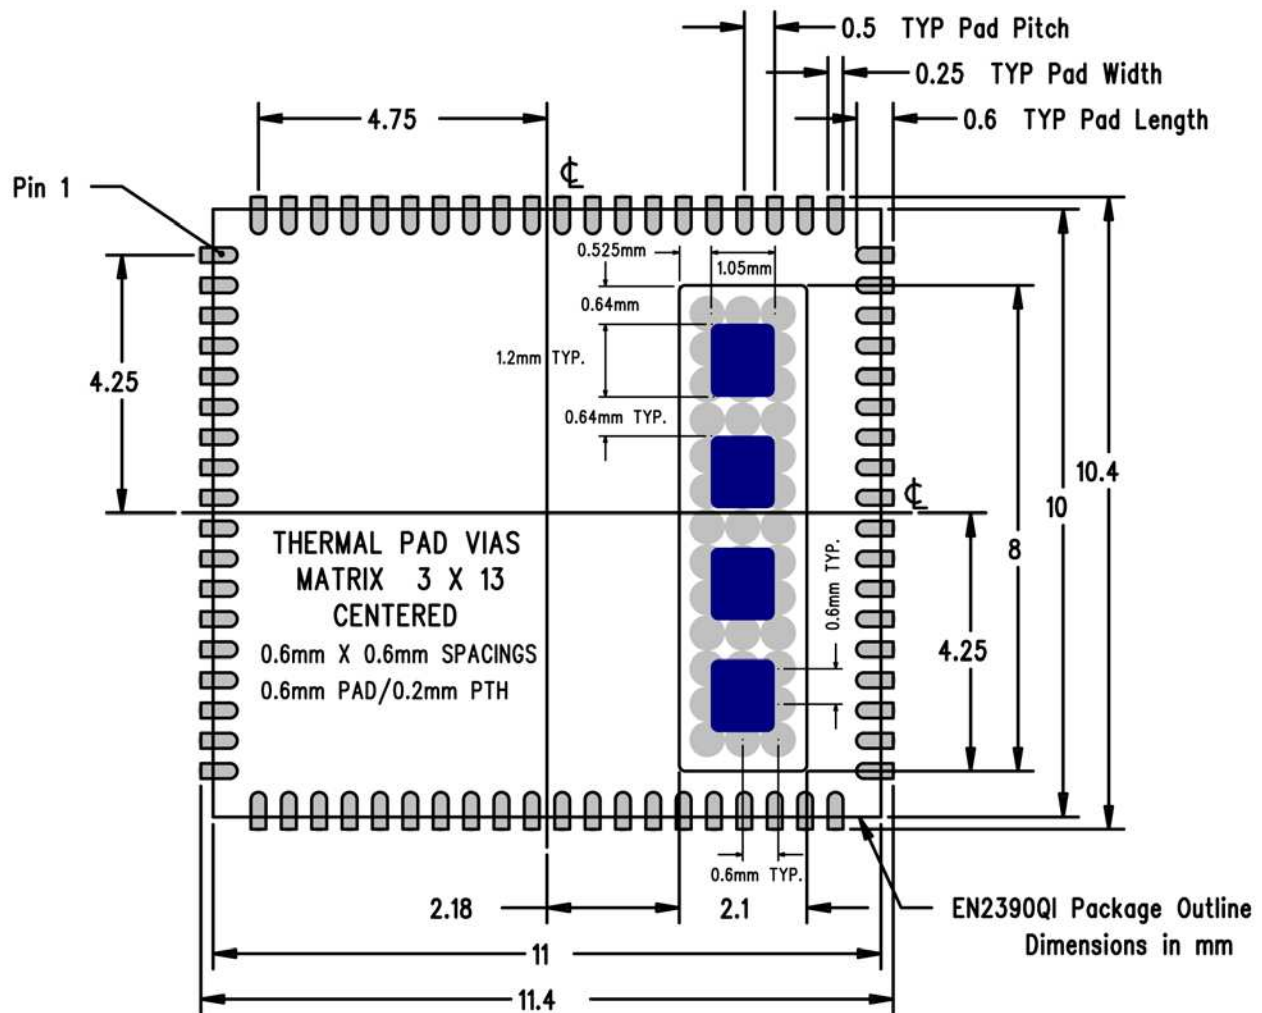 0.5 TYP Pad Pitch
0.25 TYP Pad Width
4.75
0.6 TYP Pad Length
℄
Pin 1
0.525mm
1.05mm
0.64mm
1.2mm TYP.
4.25
0.64mm TYP.
10.4
℄
10
THERMAL PAD VIAS
MATRIX 3 X 13
CENTERED
0.6mm X 0.6mm SPACINGS
0.6mm PAD/0.2mm PTH
0.6mm TYP.
8
4.25
0.6mm TYP.
2.18
2.1
EN2390QI Package Outline
Dimensions in mm
11
11.4